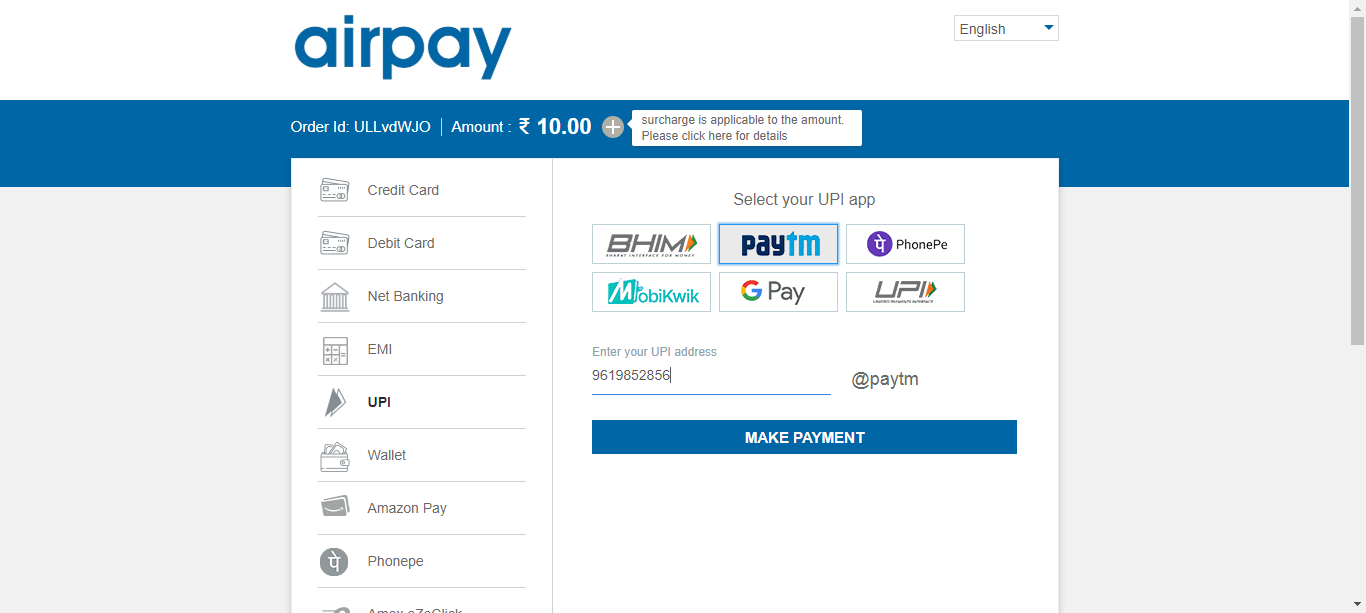 airpay
English
Order Id: ULLvdWJO
Amount : ₹ 10.00
surcharge is applicable to the amount.
Please click here for details
Credit Card
Debit Card
Net Banking
EMI
UPI
Wallet
Amazon Pay
Phonepe
Amex eZeClick
Select your UPI app
BHIM
BHARAT INTERFACE FOR MONEY
paytm
पे PhonePe
MobiKwik
G Pay
UPI
UNIFIED PAYMENTS INTERFACE
Enter your UPI address
9619852856
@paytm
MAKE PAYMENT